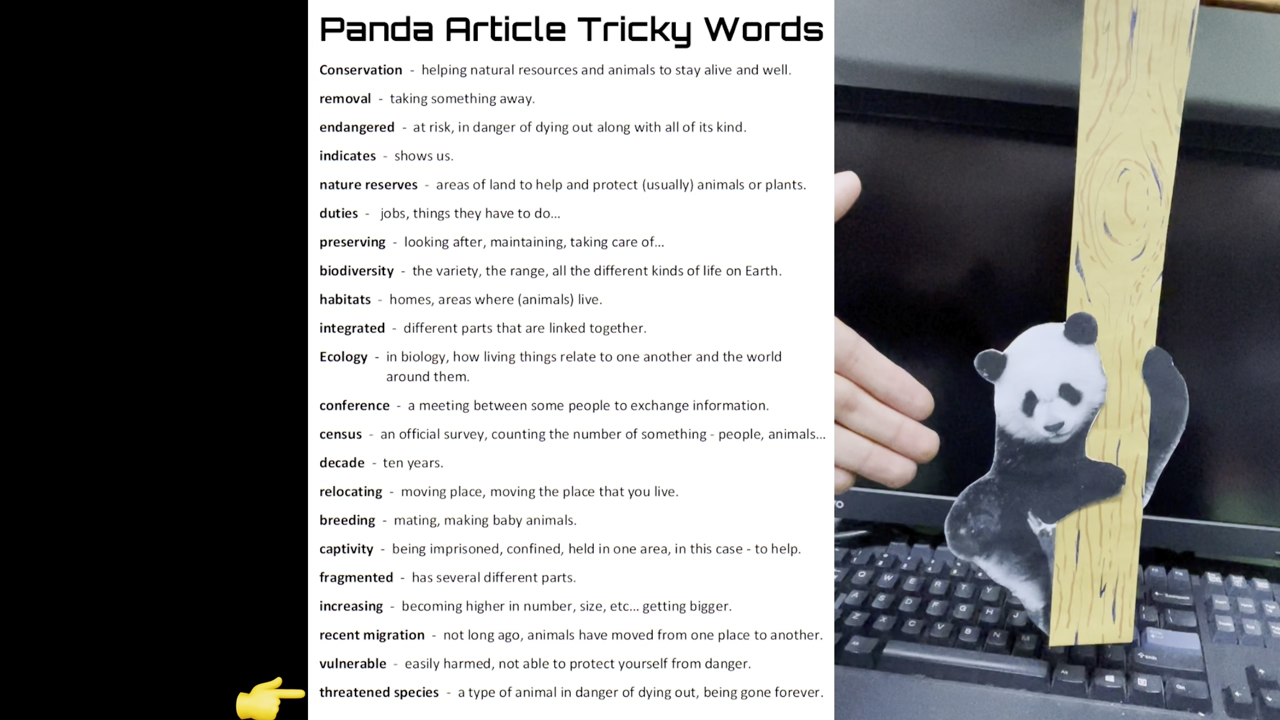 Panda Article Tricky Words
Conservation - helping natural resources and animals to stay alive and well.
removal - taking something away.
endangered - at risk, in danger of dying out along with all of its kind.
indicates - shows us.
nature reserves - areas of land to help and protect (usually) animals or plants.
duties - jobs, things they have to do...
preserving - looking after, maintaining, taking care of...
biodiversity - the variety, the range, all the different kinds of life on Earth.
habitats - homes, areas where (animals) live.
integrated - different parts that are linked together.
Ecology - in biology, how living things relate to one another and the world
around them.
conference - a meeting between some people to exchange information.
census - an official survey, counting the number of something - people, animals...
decade - ten years.
relocating - moving place, moving the place that you live.
breeding - mating, making baby animals.
captivity - being imprisoned, confined, held in one area, in this case - to help.
fragmented - has several different parts.
increasing - becoming higher in number, size, etc... getting bigger.
recent migration - not long ago, animals have moved from one place to another.
vulnerable - easily harmed, not able to protect yourself from danger.
threatened species - a type of animal in danger of dying out, being gone forever.